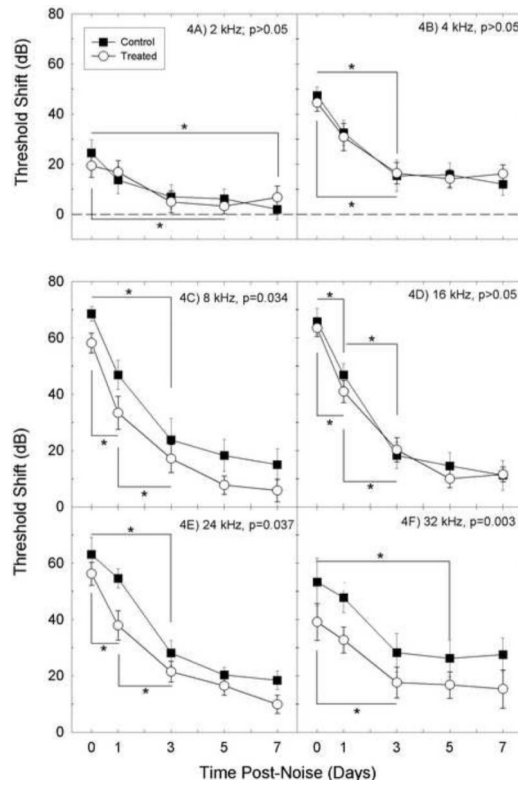 4A) 2 kHz; p>0.05
4B) 4 kHz, p>0.05
Control
Treated
Threshold Shift (dB)
80
60
40
20
0
*
*
*
*
4C) 8 kHz, p=0.034
4D) 16 kHz, p>0.05
Threshold Shift (dB)
80
60
40
20
0
*
*
*
*
*
*
*
4E) 24 kHz, p=0.037
4F) 32 kHz, p=0.003
60
40
20
0
*
*
*
*
*
0 1 3 5 7
0 1 3 5 7
Time Post-Noise (Days)